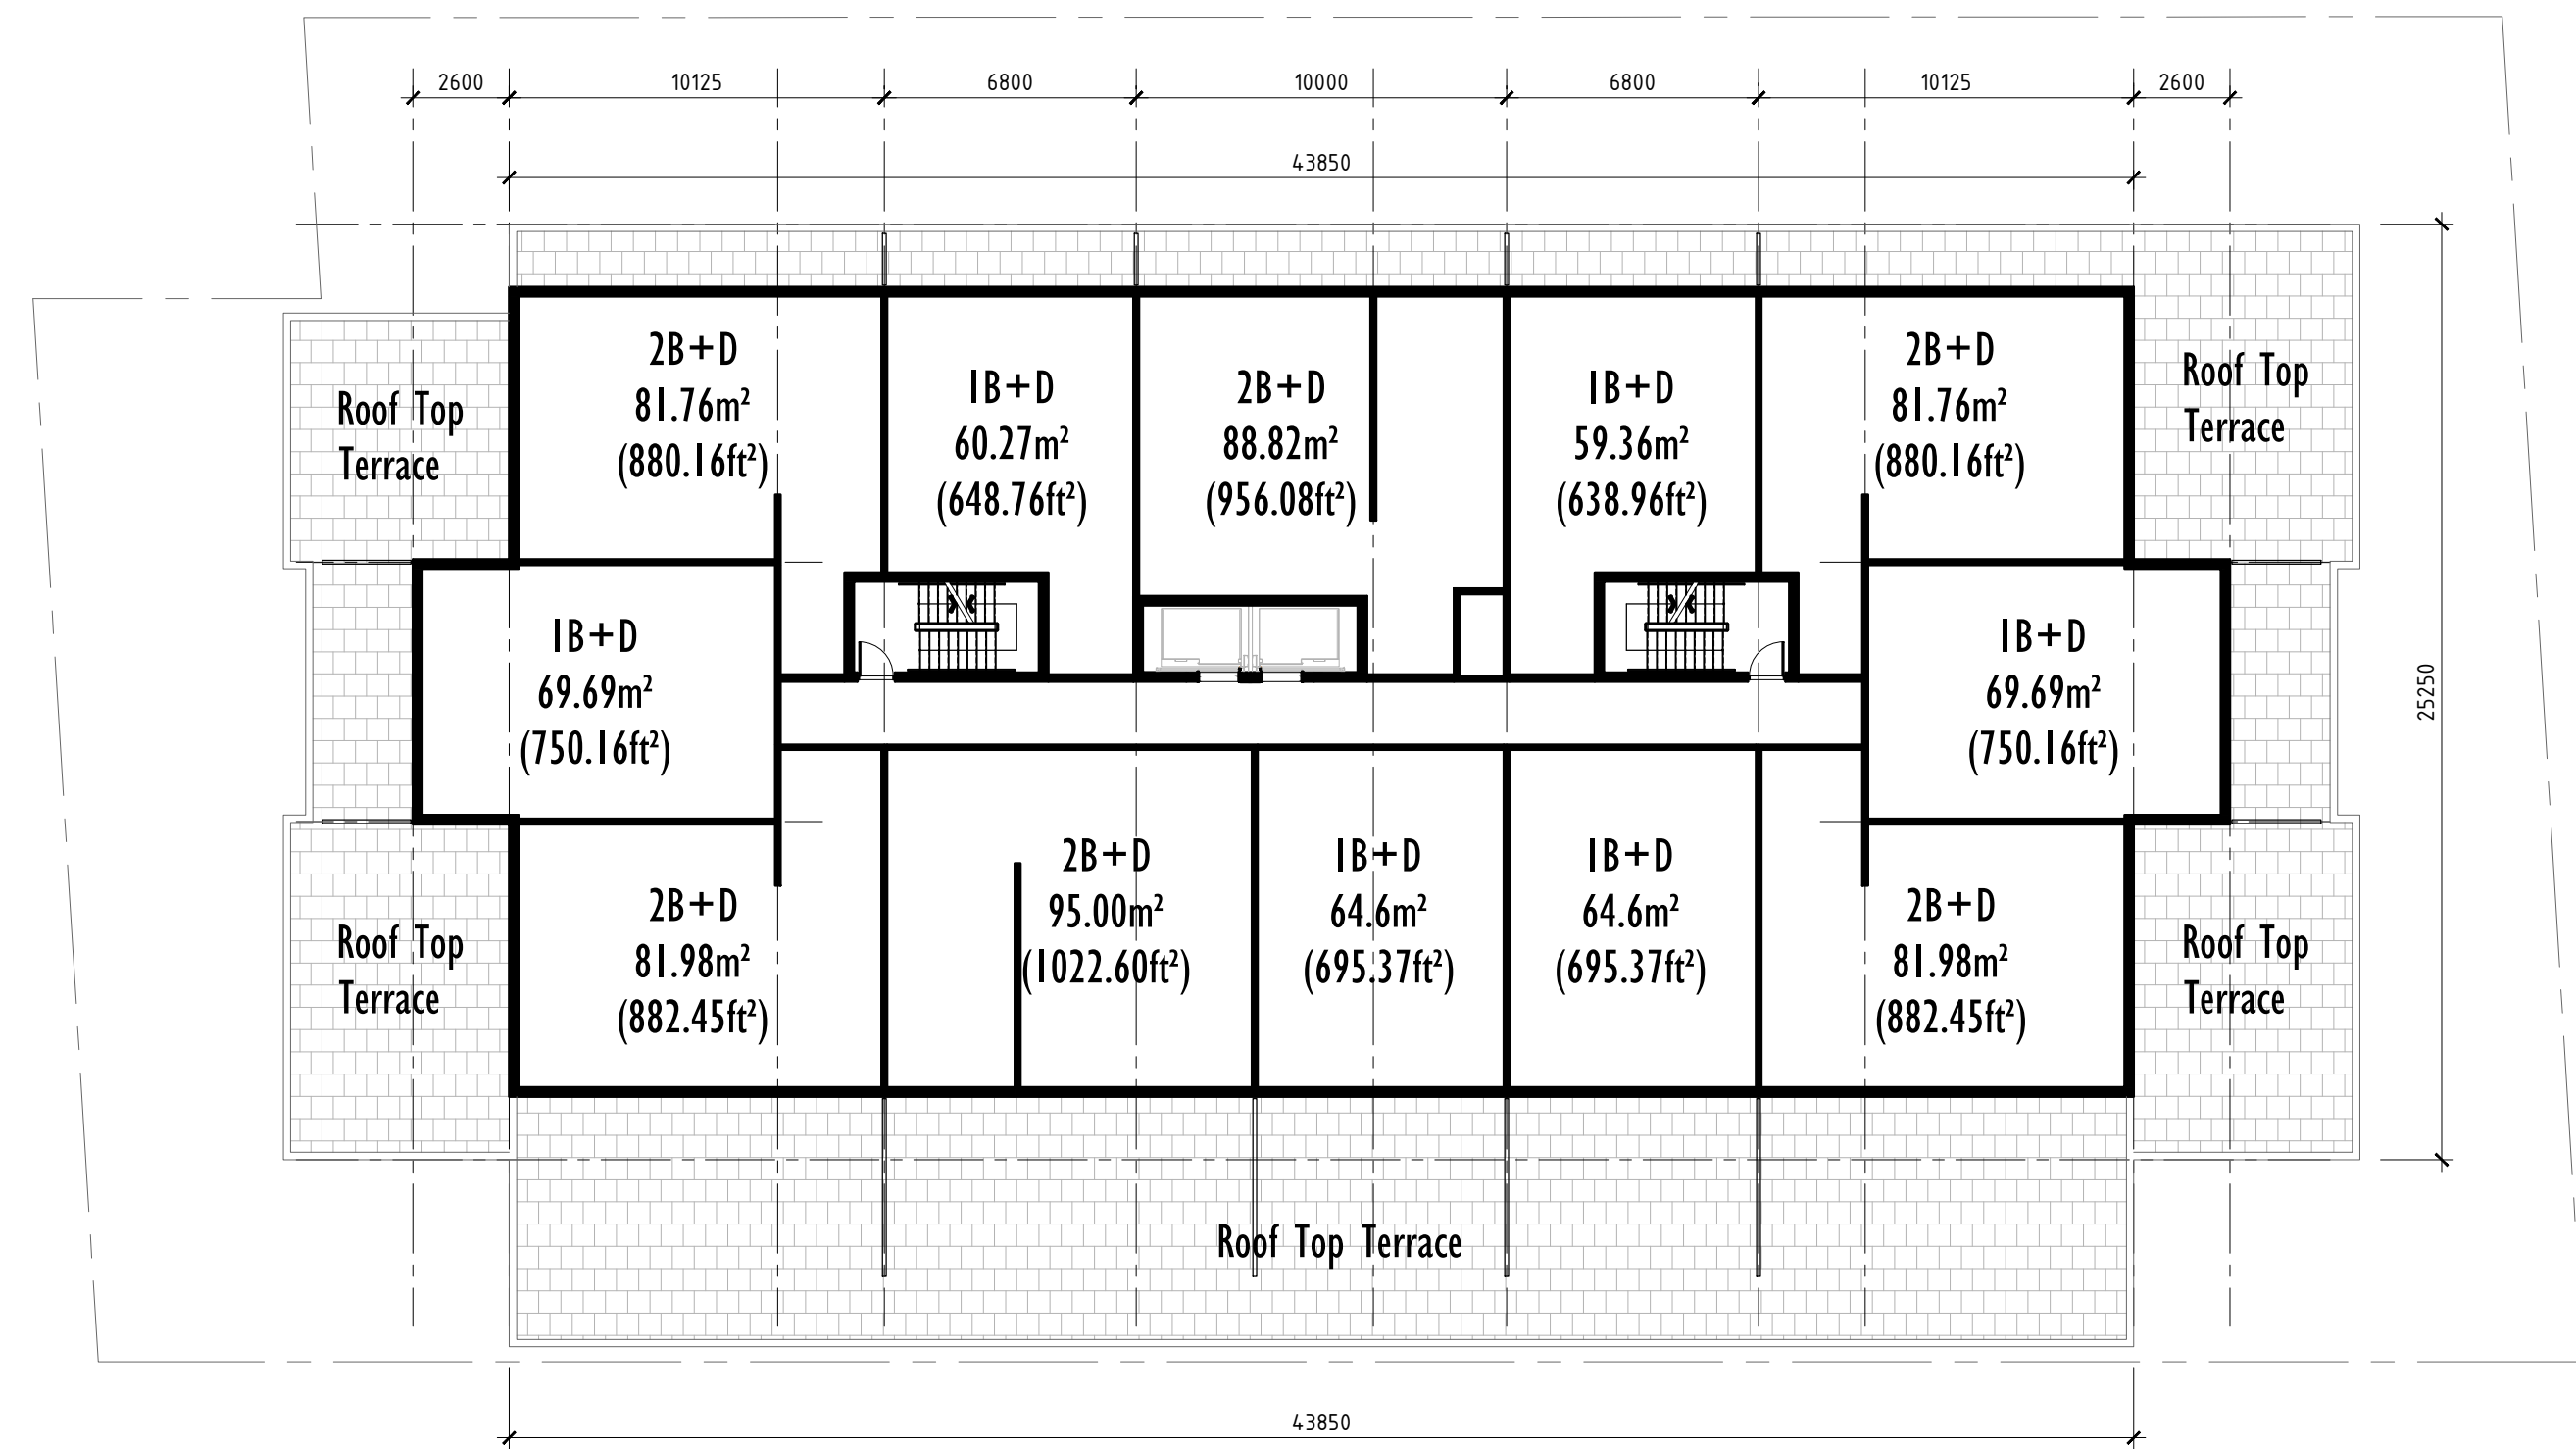 2600
10125
6800
10000
6800
10125
2600
43850
2B+D
81.76m²
(880.16ft²)
1B+D
60.27m²
(648.76ft²)
2B+D
88.82m²
(956.08ft²)
1B+D
59.36m²
(638.96ft²)
2B+D
81.76m²
(880.16ft²)
Roof Top
Terrace
Roof Top
Terrace
1B+D
69.69m²
(750.16ft²)
1B+D
69.69m²
(750.16ft²)
25250
2B+D
81.98m²
(882.45ft²)
2B+D
95.00m²
(1022.60ft²)
1B+D
64.6m²
(695.37ft²)
1B+D
64.6m²
(695.37ft²)
2B+D
81.98m²
(882.45ft²)
Roof Top
Terrace
Roof Top
Terrace
Roof Top Terrace
43850